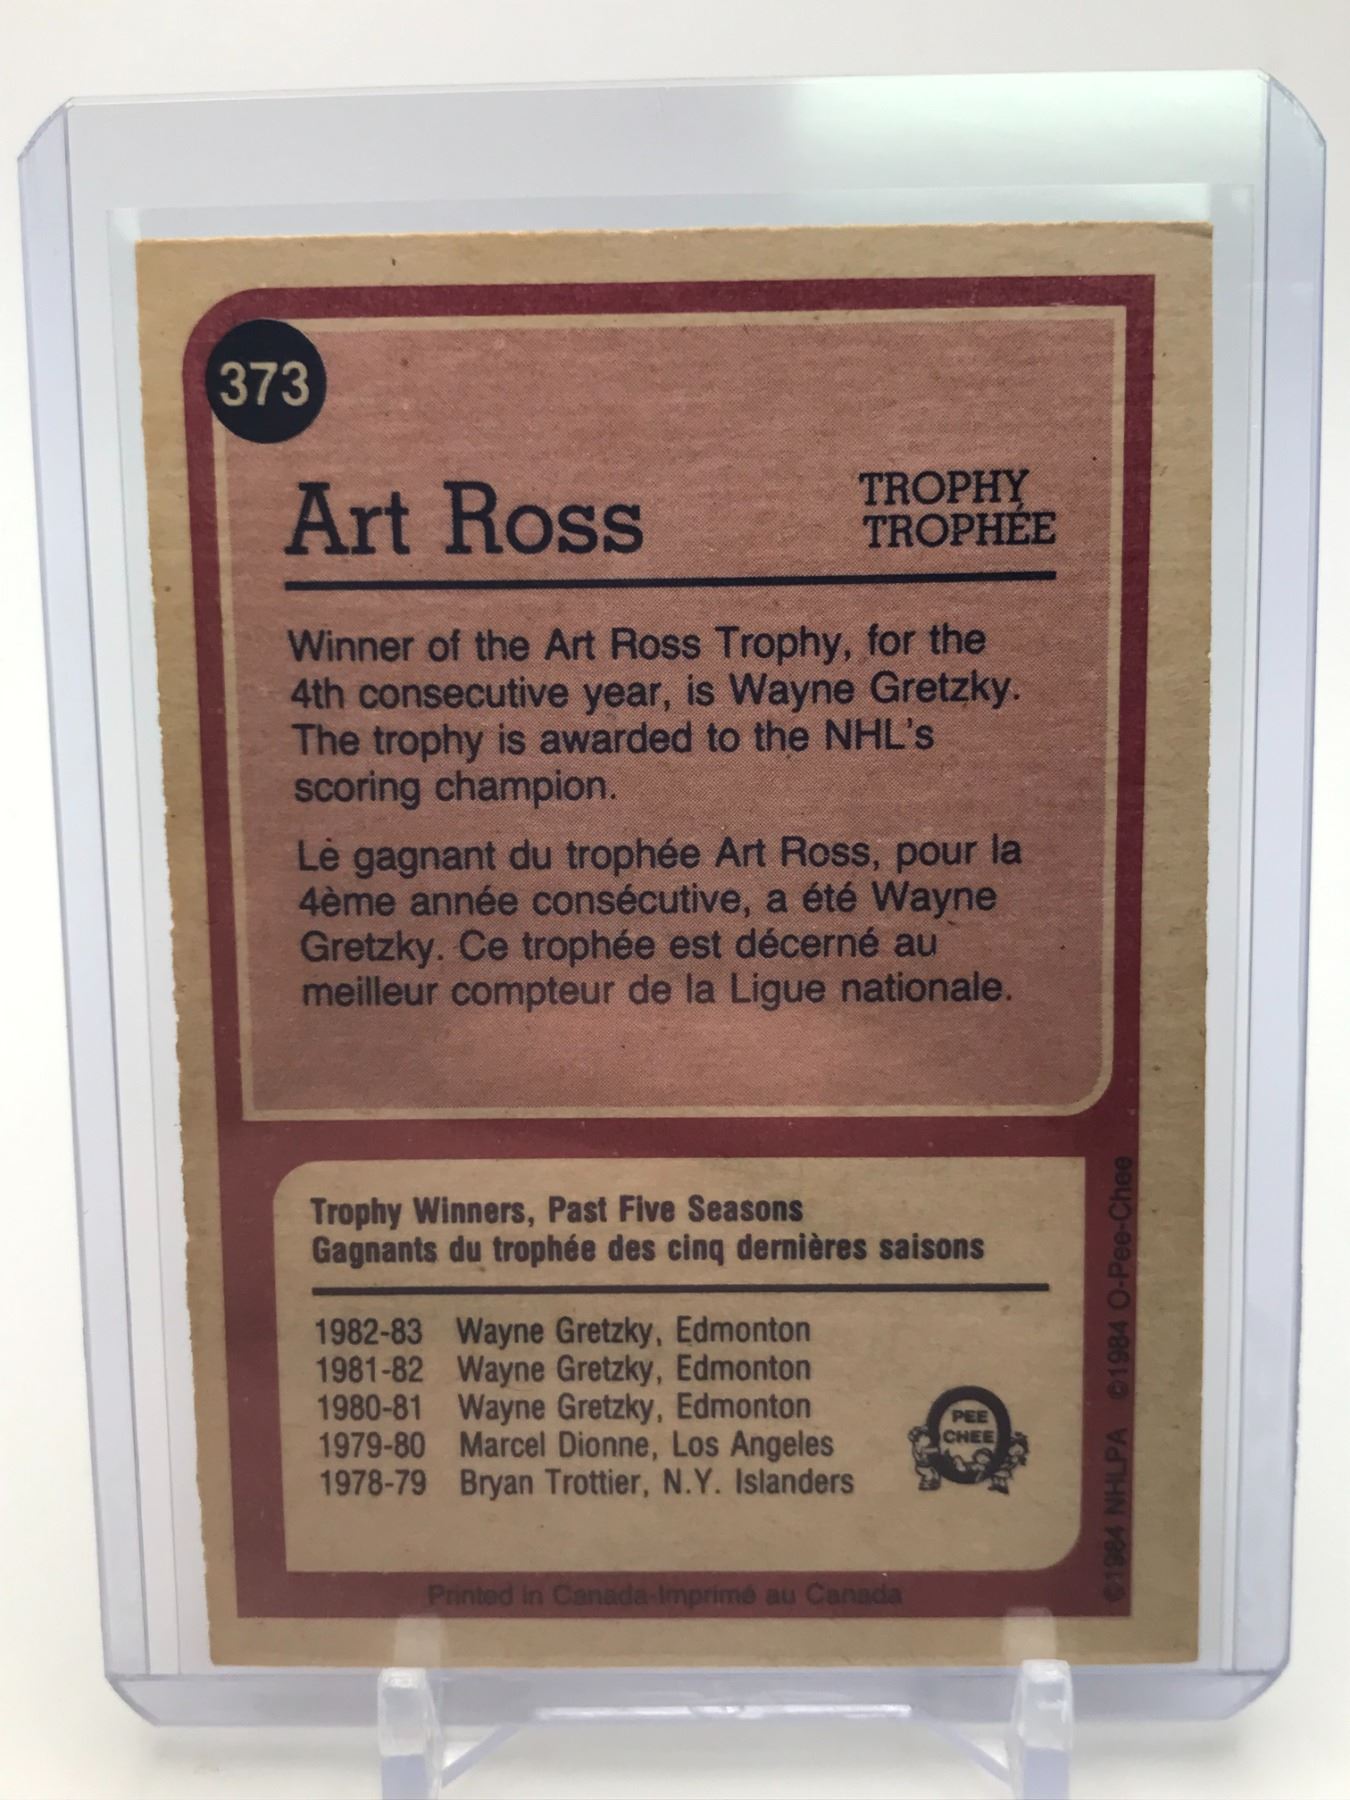 373
Art Ross
TROPHY
TROPHÉE
Winner of the Art Ross Trophy, for the
4th consecutive year, is Wayne Gretzky.
The trophy is awarded to the NHL's
scoring champion.
Le gagnant du trophée Art Ross, pour la
4ème année consécutive, a été Wayne
Gretzky. Ce trophée est décerné au
meilleur compteur de la Ligue nationale.
Trophy Winners, Past Five Seasons
Gagnants du trophée des cinq dernières saisons
1982-83 Wayne Gretzky, Edmonton
1981-82 Wayne Gretzky, Edmonton
1980-81 Wayne Gretzky, Edmonton
1979-80 Marcel Dionne, Los Angeles
1978-79 Bryan Trottier, N.Y. Islanders
O
PEE
CHEE
©1984 NHLPA ©1984 O-Pee-Chee
Printed in Canada-Imprimé au Canada